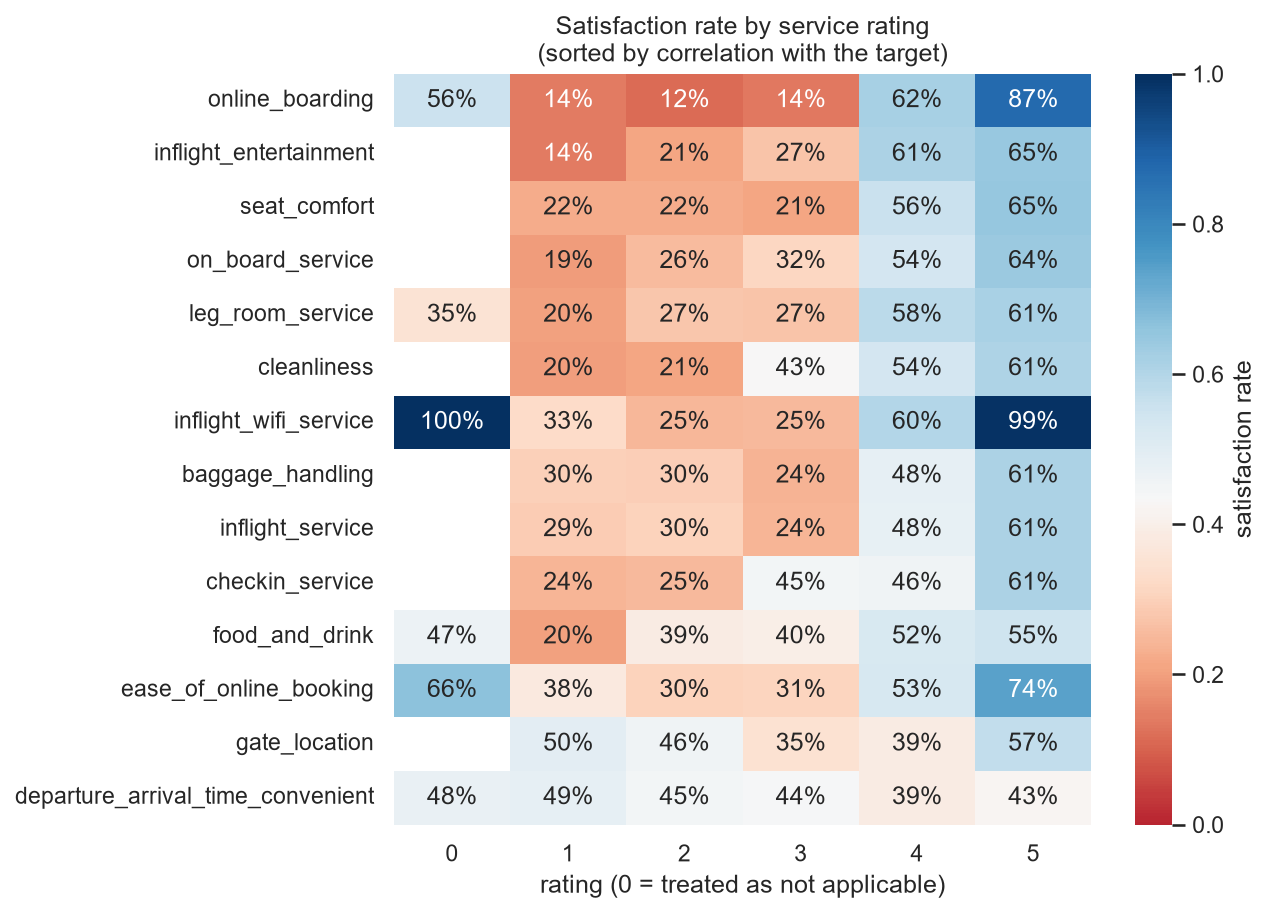 Satisfaction rate by service rating
(sorted by correlation with the target)
online_boarding 56% 14% 12% 14% 62% 87%
inflight_entertainment 14% 21% 27% 61% 65%
seat_comfort 22% 22% 21% 56% 65%
on_board_service 19% 26% 32% 54% 64%
leg_room_service 35% 20% 27% 27% 58% 61%
cleanliness 20% 21% 43% 54% 61%
inflight_wifi_service 100% 33% 25% 25% 60% 99%
baggage_handling 30% 30% 24% 48% 61%
inflight_service 29% 30% 24% 48% 61%
checkin_service 24% 25% 45% 46% 61%
food_and_drink 47% 20% 39% 40% 52% 55%
ease_of_online_booking 66% 38% 30% 31% 53% 74%
gate_location 50% 46% 35% 39% 57%
departure_arrival_time_convenient 48% 49% 45% 44% 39% 43%
0 1 2 3 4 5
rating (0 = treated as not applicable)
1.0
0.8
0.6
0.4
0.2
0.0
satisfaction rate